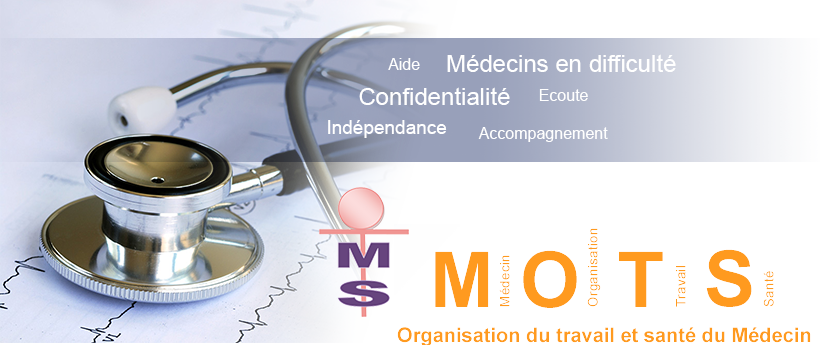 Aide Médecins en difficulté
Confidentialité Ecoute
Indépendance Accompagnement
M S
M Médecin O Organisation T Travail S Santé
Organisation du travail et santé du Médecin